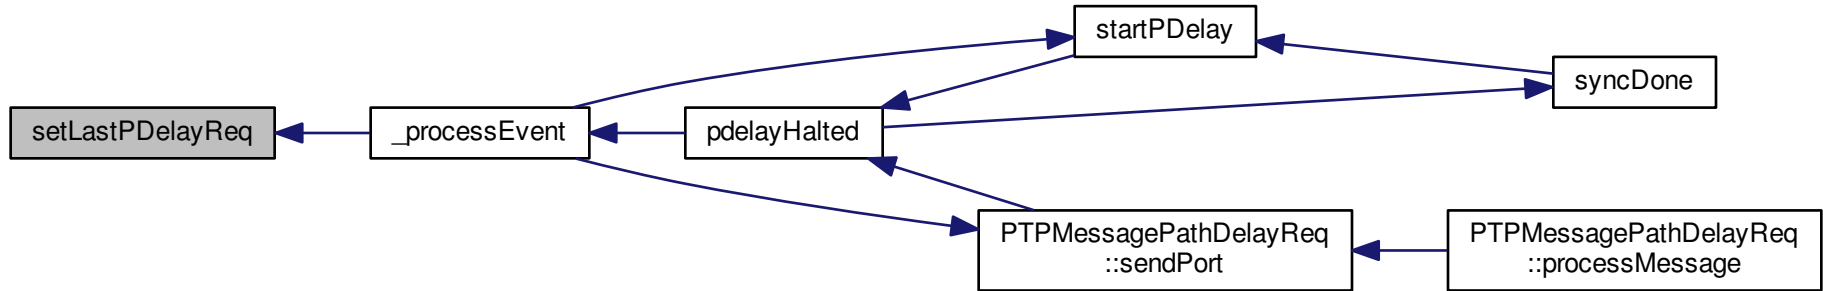 setLastPDelayReq
_processEvent
pdelayHalted
startPDelay
syncDone
PTPMessagePathDelayReq
::sendPort
PTPMessagePathDelayReq
::processMessage